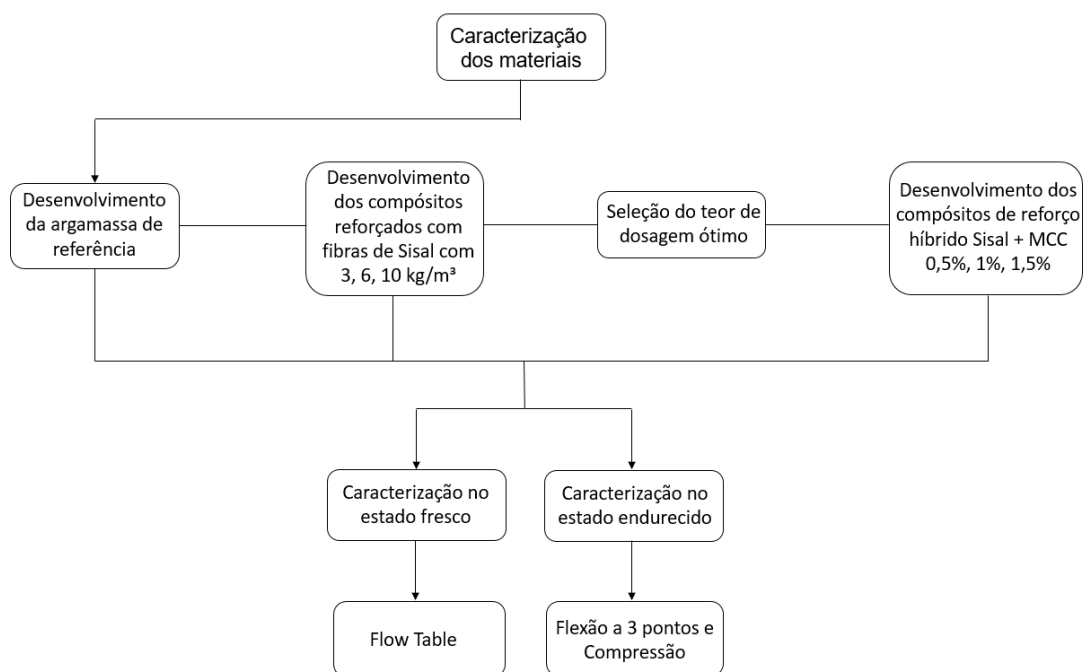 Caracterização
dos materiais
Desenvolvimento
da argamassa de
referência
Desenvolvimento
dos compósitos
reforçados com
fibras de Sisal com
3, 6, 10 kg/m³
Seleção do teor de
dosagem ótimo
Desenvolvimento dos
compósitos de reforço
híbrido Sisal + MCC
0,5%, 1%, 1,5%
Caracterização no
estado fresco
Caracterização no
estado endurecido
Flow Table
Flexão a 3 pontos e
Compressão